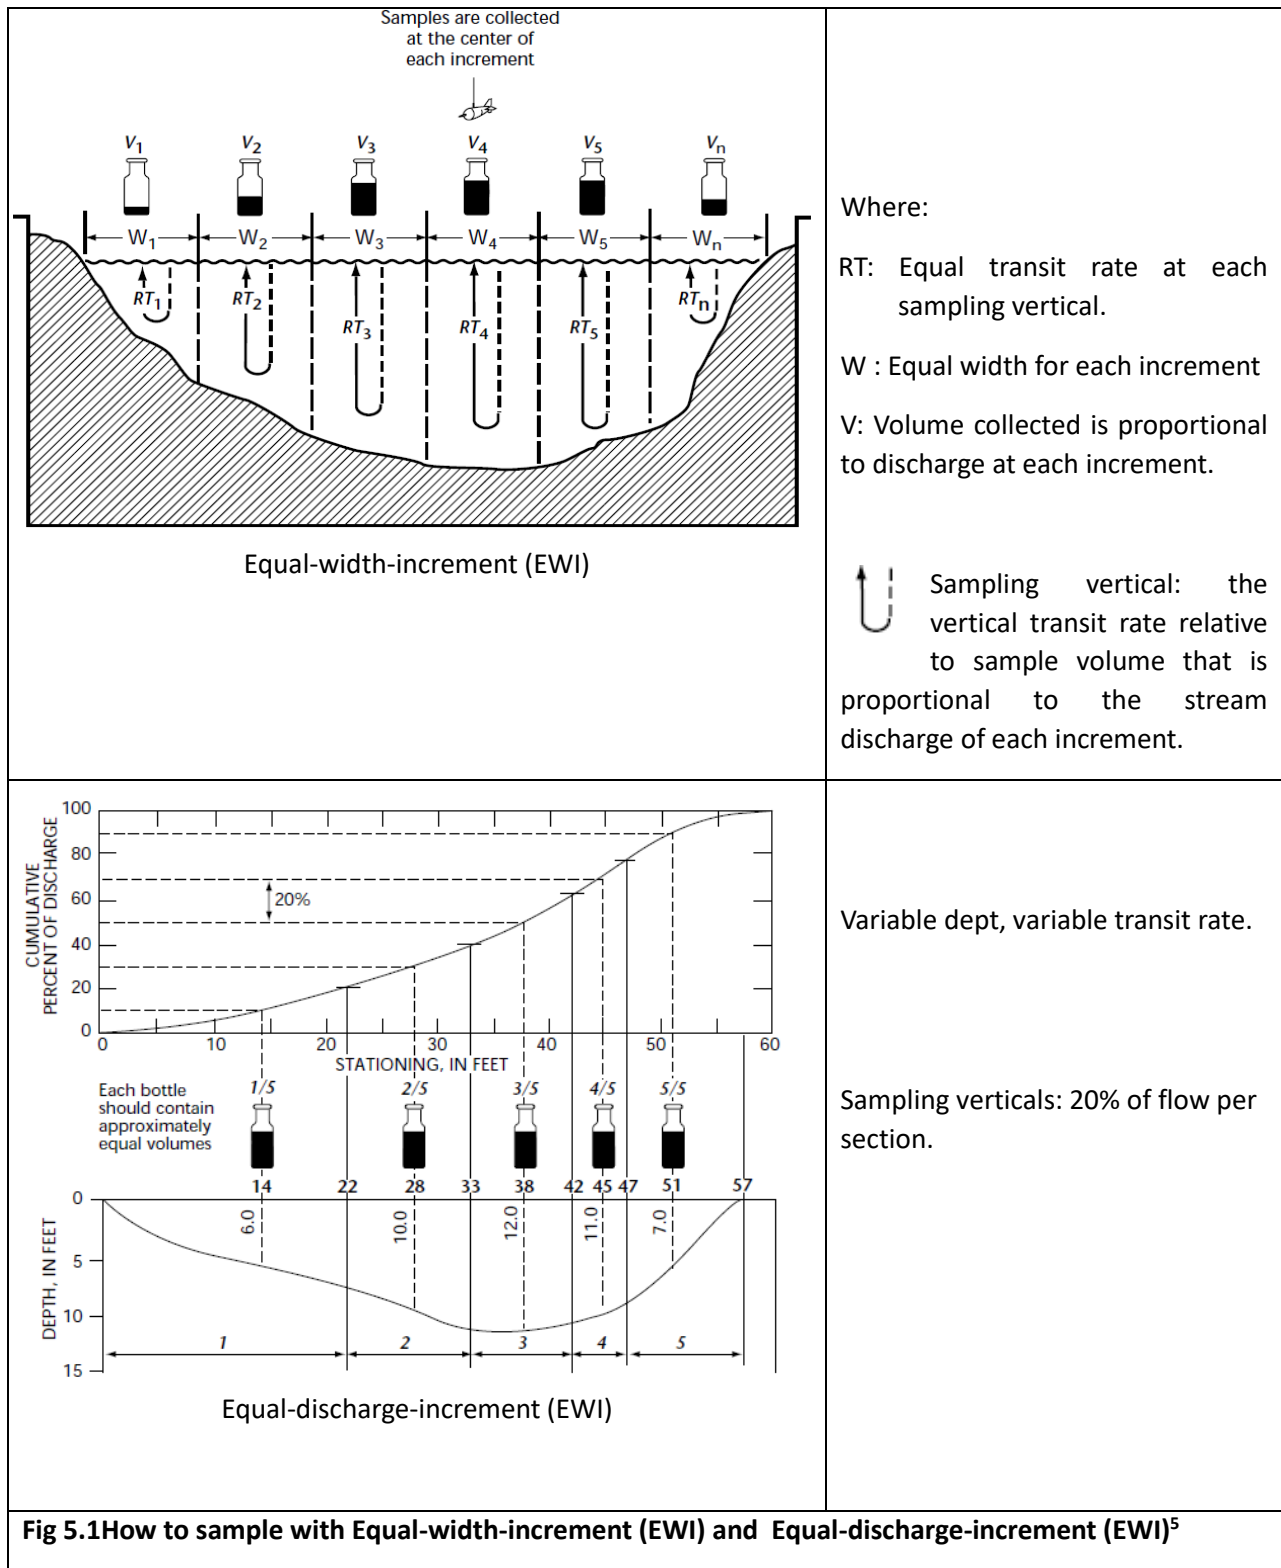 Samples are collected
at the center of
each increment
V1 V2 V3 V4 V5 Vn
W1 W2 W3 W4 W5 Wn
RT1 RT2 RT3 RT4 RT5 RTn
Equal-width-increment (EWI)
Where:
RT: Equal transit rate at each
sampling vertical.
W : Equal width for each increment
V: Volume collected is proportional
to discharge at each increment.
Sampling vertical: the
vertical transit rate relative
to sample volume that is
proportional to the stream
discharge of each increment.
CUMULATIVE
PERCENT OF DISCHARGE
100
80
60
40
20
0
20%
0 10 20 30 40 50 60
STATIONING, IN FEET
Each bottle
should contain
approximately
equal volumes
1/5 2/5 3/5 4/5 5/5
14 22 28 33 38 42 45 47 51 57
DEPTH, IN FEET
0
5
10
15
6.0 10.0 12.0 11.0 7.0
1 2 3 4 5
Equal-discharge-increment (EWI)
Variable dept, variable transit rate.
Sampling verticals: 20% of flow per
section.
Fig 5.1How to sample with Equal-width-increment (EWI) and Equal-discharge-increment (EWI)5